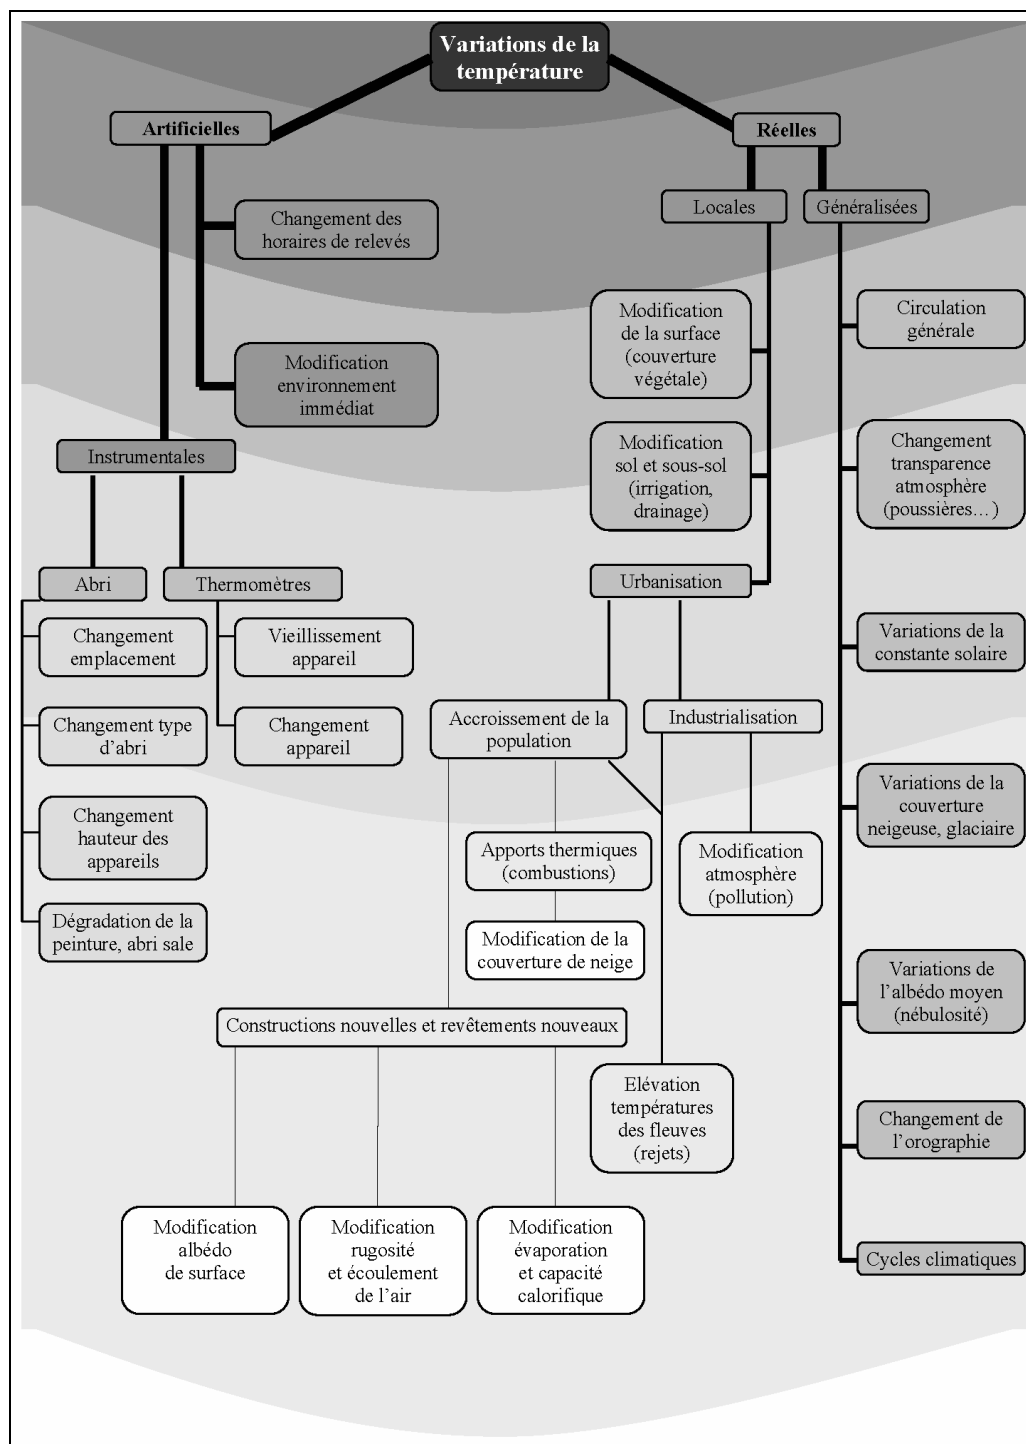 Variations de la
température
Artificielles
Réelles
Locales
Généralisées
Changement des
horaires de relevés
Modification
environnement
immédiat
Instrumentales
Abri
Thermomètres
Changement
emplacement
Vieillissement
appareil
Changement type
d’abri
Changement
appareil
Changement
hauteur des
appareils
Dégradation de la
peinture, abri sale
Modification
de la surface
(couverture
végétale)
Modification
sol et sous-sol
(irrigation,
drainage)
Urbanisation
Accroissement de la
population
Industrialisation
Apports thermiques
(combustions)
Modification
atmosphère
(pollution)
Modification de la
couverture de neige
Constructions nouvelles et revêtements nouveaux
Elévation
températures
des fleuves
(rejets)
Modification
albédo
de surface
Modification
rugosité
et écoulement
de l’air
Modification
évaporation
et capacité
calorifique
Circulation
générale
Changement
transparence
atmosphère
(poussières…)
Variations de la
constante solaire
Variations de la
couverture
neigeuse, glaciaire
Variations de
l’albédo moyen
(nébulosité)
Changement de
l’orographie
Cycles climatiques